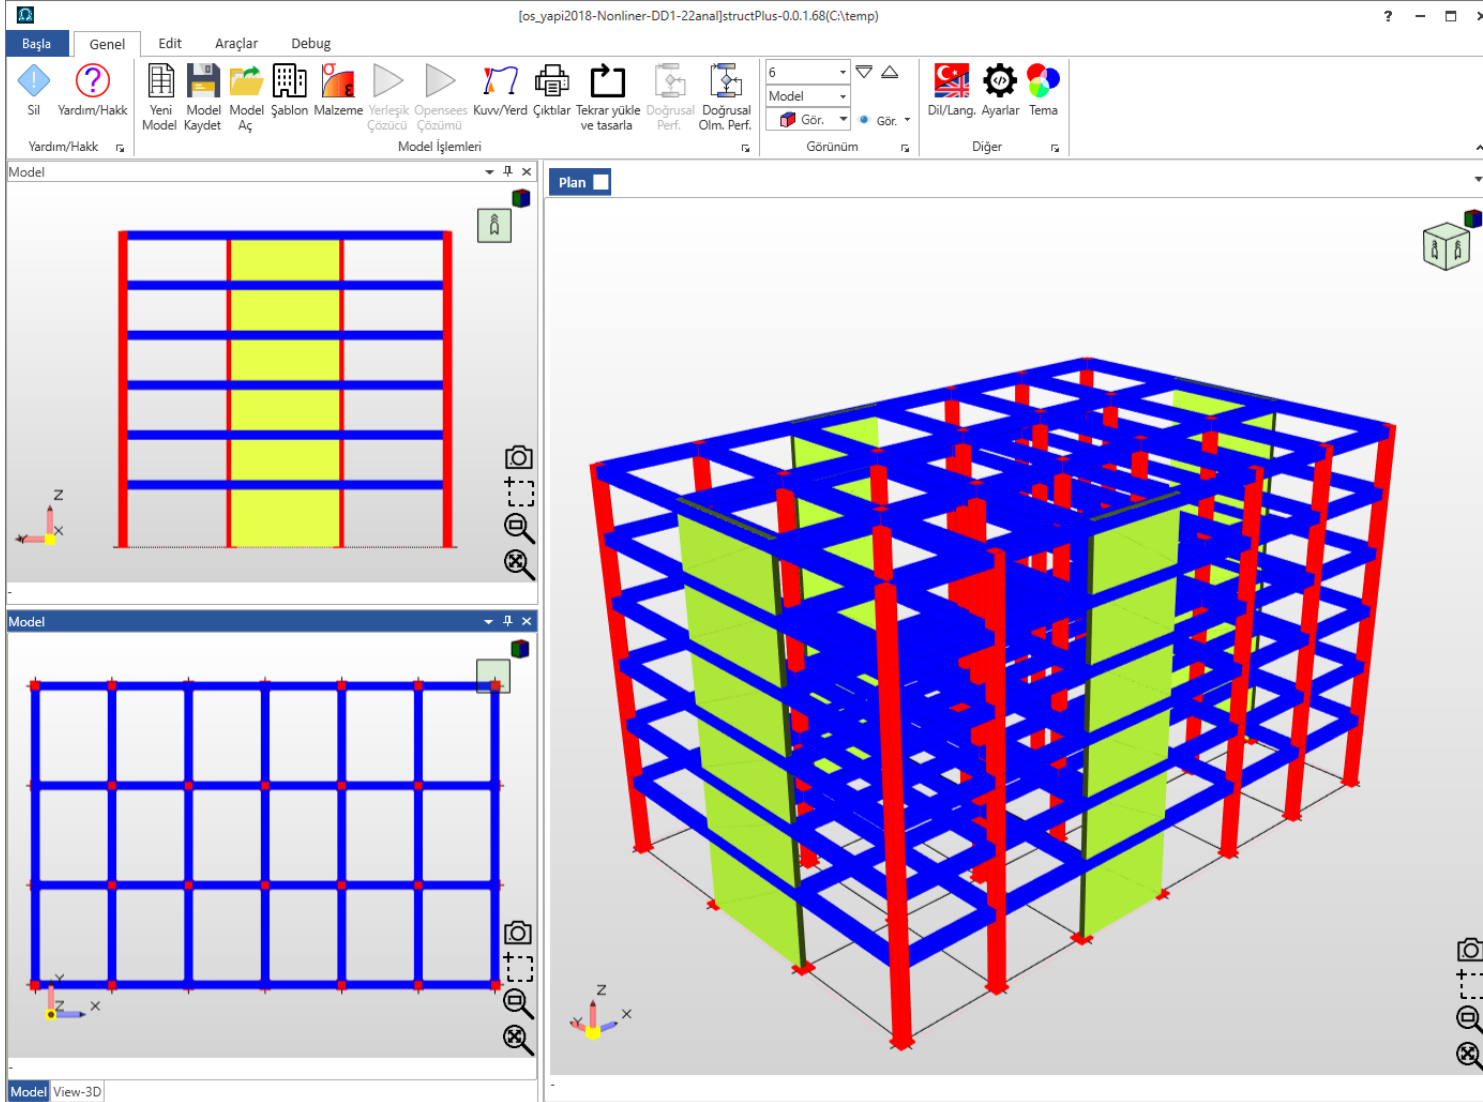 [os_yapi2018-Nonliner-DD1-22anal]structPlus-0.0.1.68(C:\temp)
?
Başla Genel Edit Araçlar Debug
Sil
Yardım/Hakk
Yeni Model
Model Kaydet
Model Aç
Şablon
Malzeme
Yerleşik Çözücü
Opensees Çözümü
Kuvv/Yerd
Çıktılar
Tekrar yükle ve tasarla
Doğrusal Perf.
Doğrusal Olm. Perf.
6
Model
Gör.
Gör.
Dil/Lang.
Ayarlar
Tema
Yardım/Hakk
Model İşlemleri
Görünüm
Diğer
Model
Plan
Z
X
Y
-
Model
Y
Z
X
-
Z
Y
X
-
Model View-3D